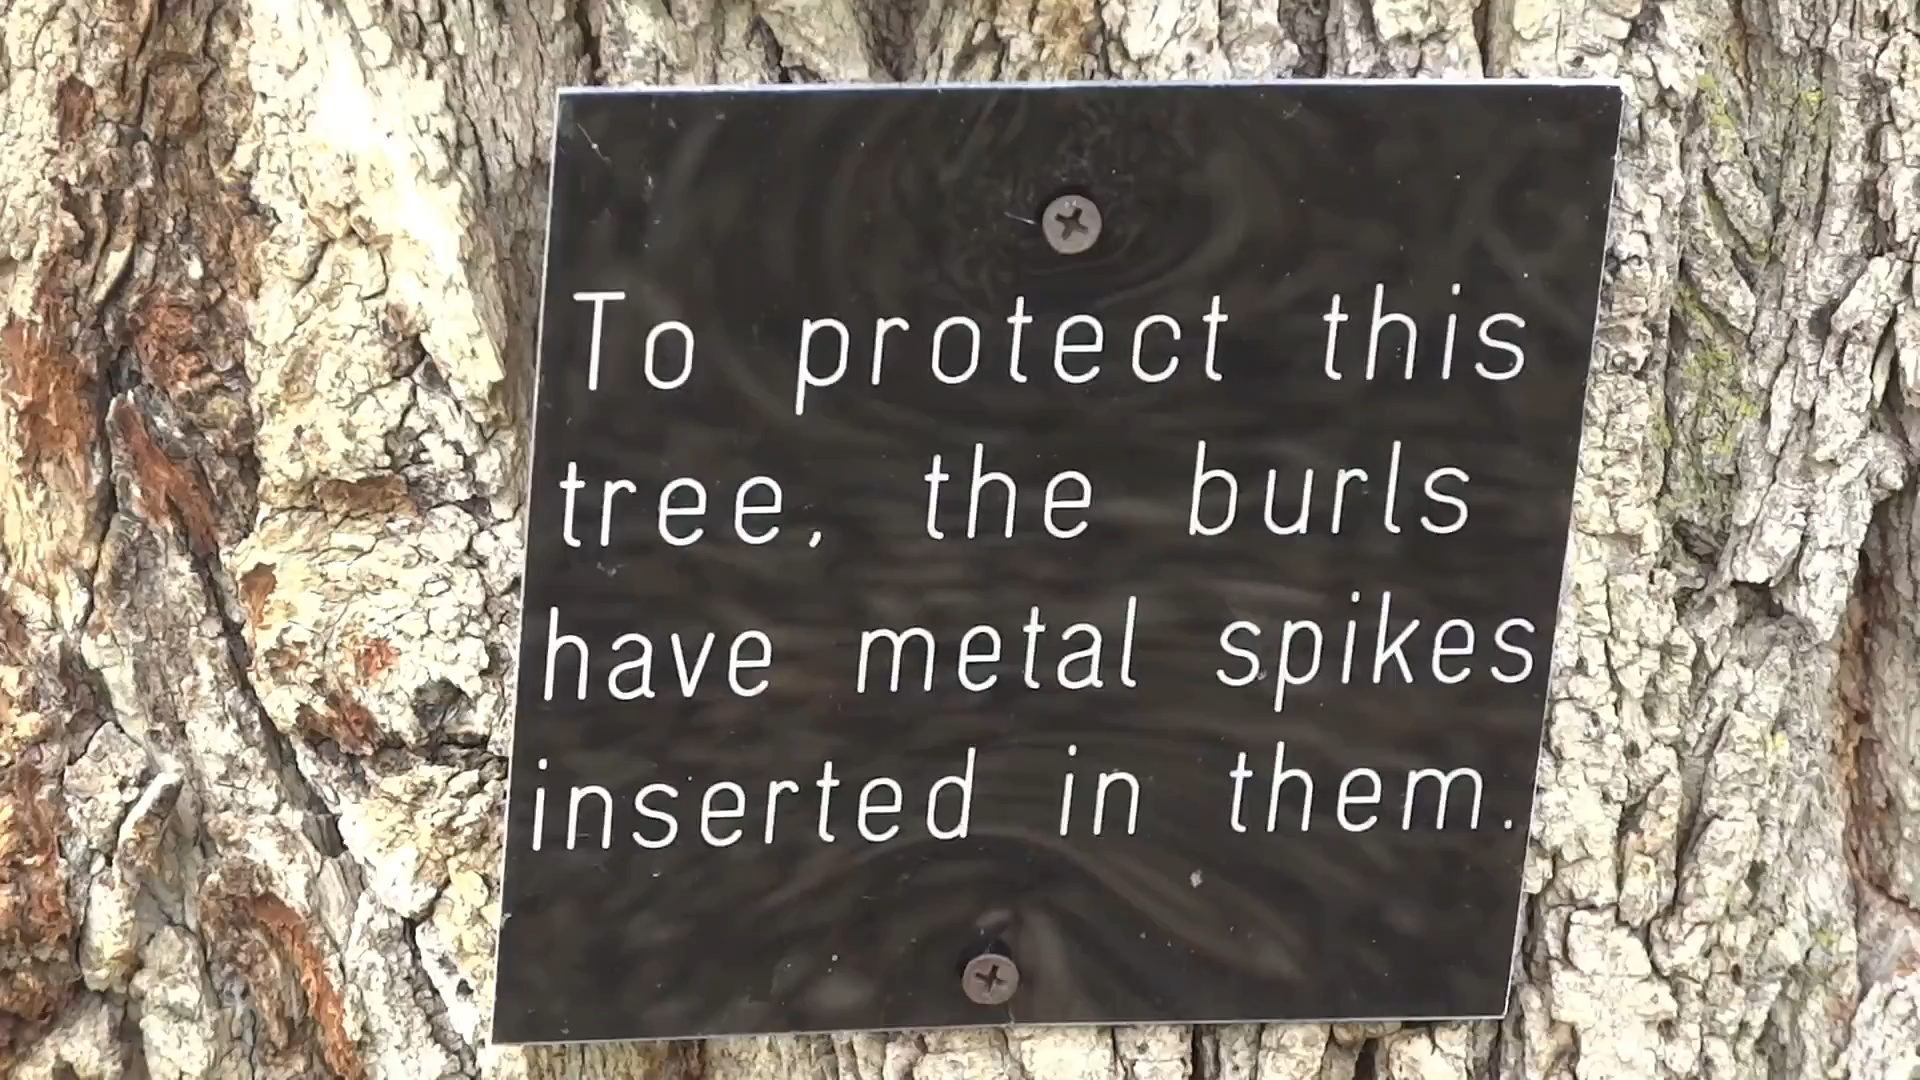 To protect this
tree, the burls
have metal spikes
inserted in them.